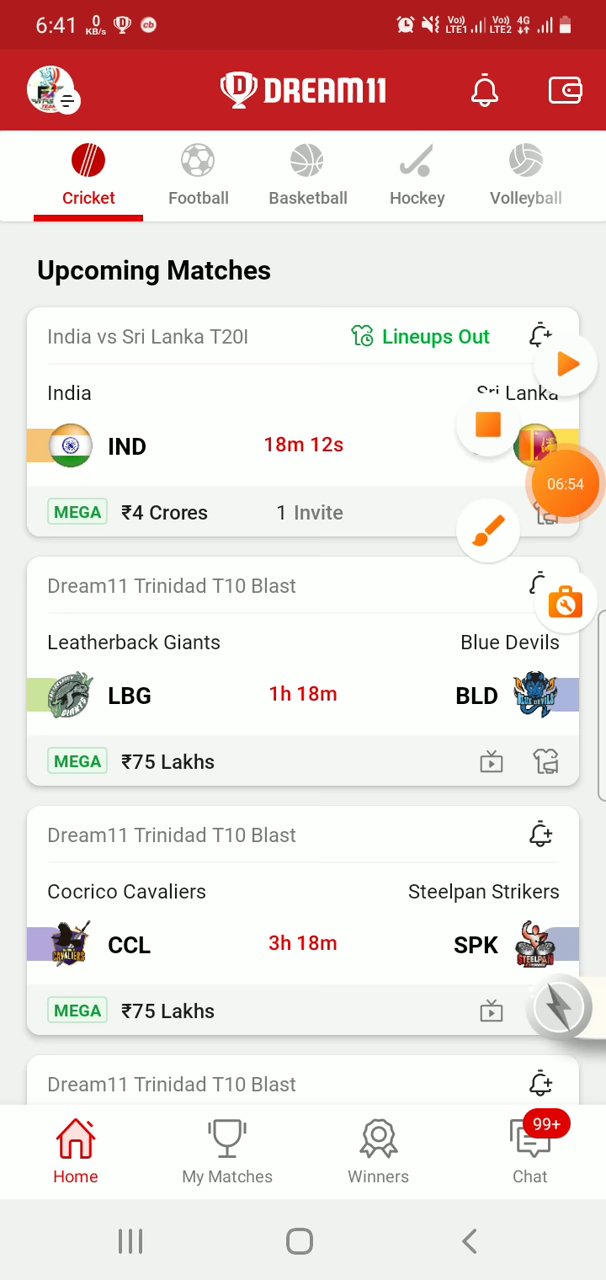 6:41 0 KB/s cb Vo)) LTE1 Vo)) LTE2 4G
DREAM11
Cricket Football Basketball Hockey Volleyball
Upcoming Matches
India vs Sri Lanka T20I Lineups Out
India Sri Lanka
IND 18m 12s
06:54
MEGA ₹4 Crores 1 Invite
Dream11 Trinidad T10 Blast
Leatherback Giants Blue Devils
LBG 1h 18m BLD
MEGA ₹75 Lakhs
Dream11 Trinidad T10 Blast
Cocrico Cavaliers Steelpan Strikers
CCL 3h 18m SPK
MEGA ₹75 Lakhs
Dream11 Trinidad T10 Blast
99+
Home My Matches Winners Chat